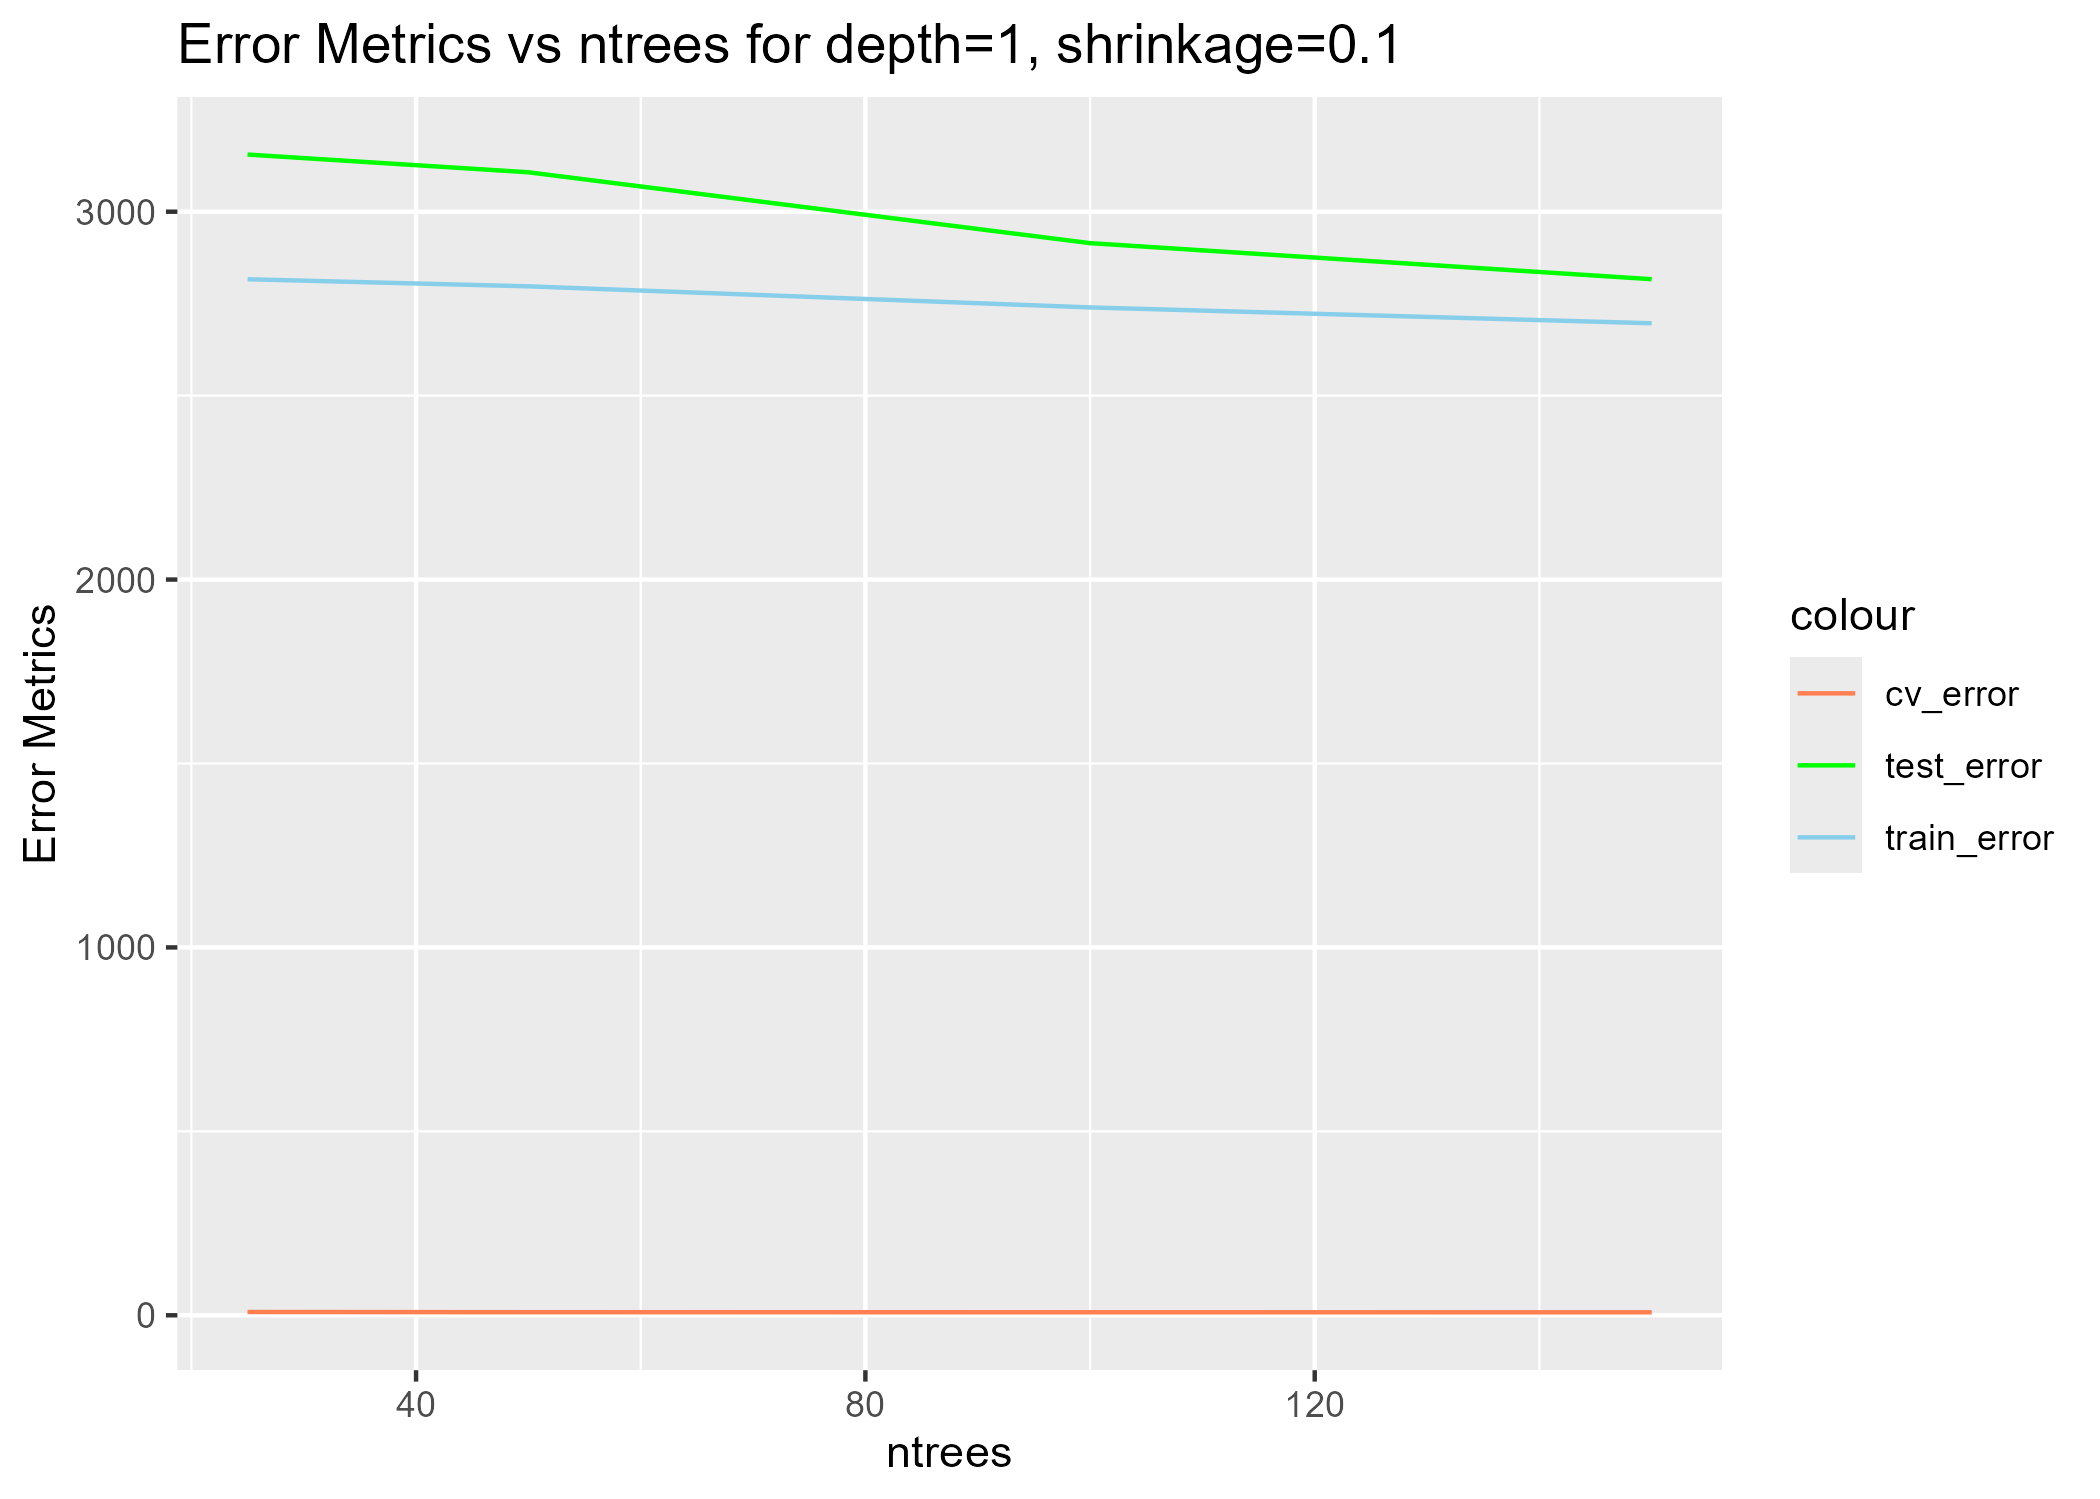 Error Metrics vs ntrees for depth=1, shrinkage=0.1
Error Metrics
3000
2000
1000
0
40
80
120
ntrees
colour
cv_error
test_error
train_error